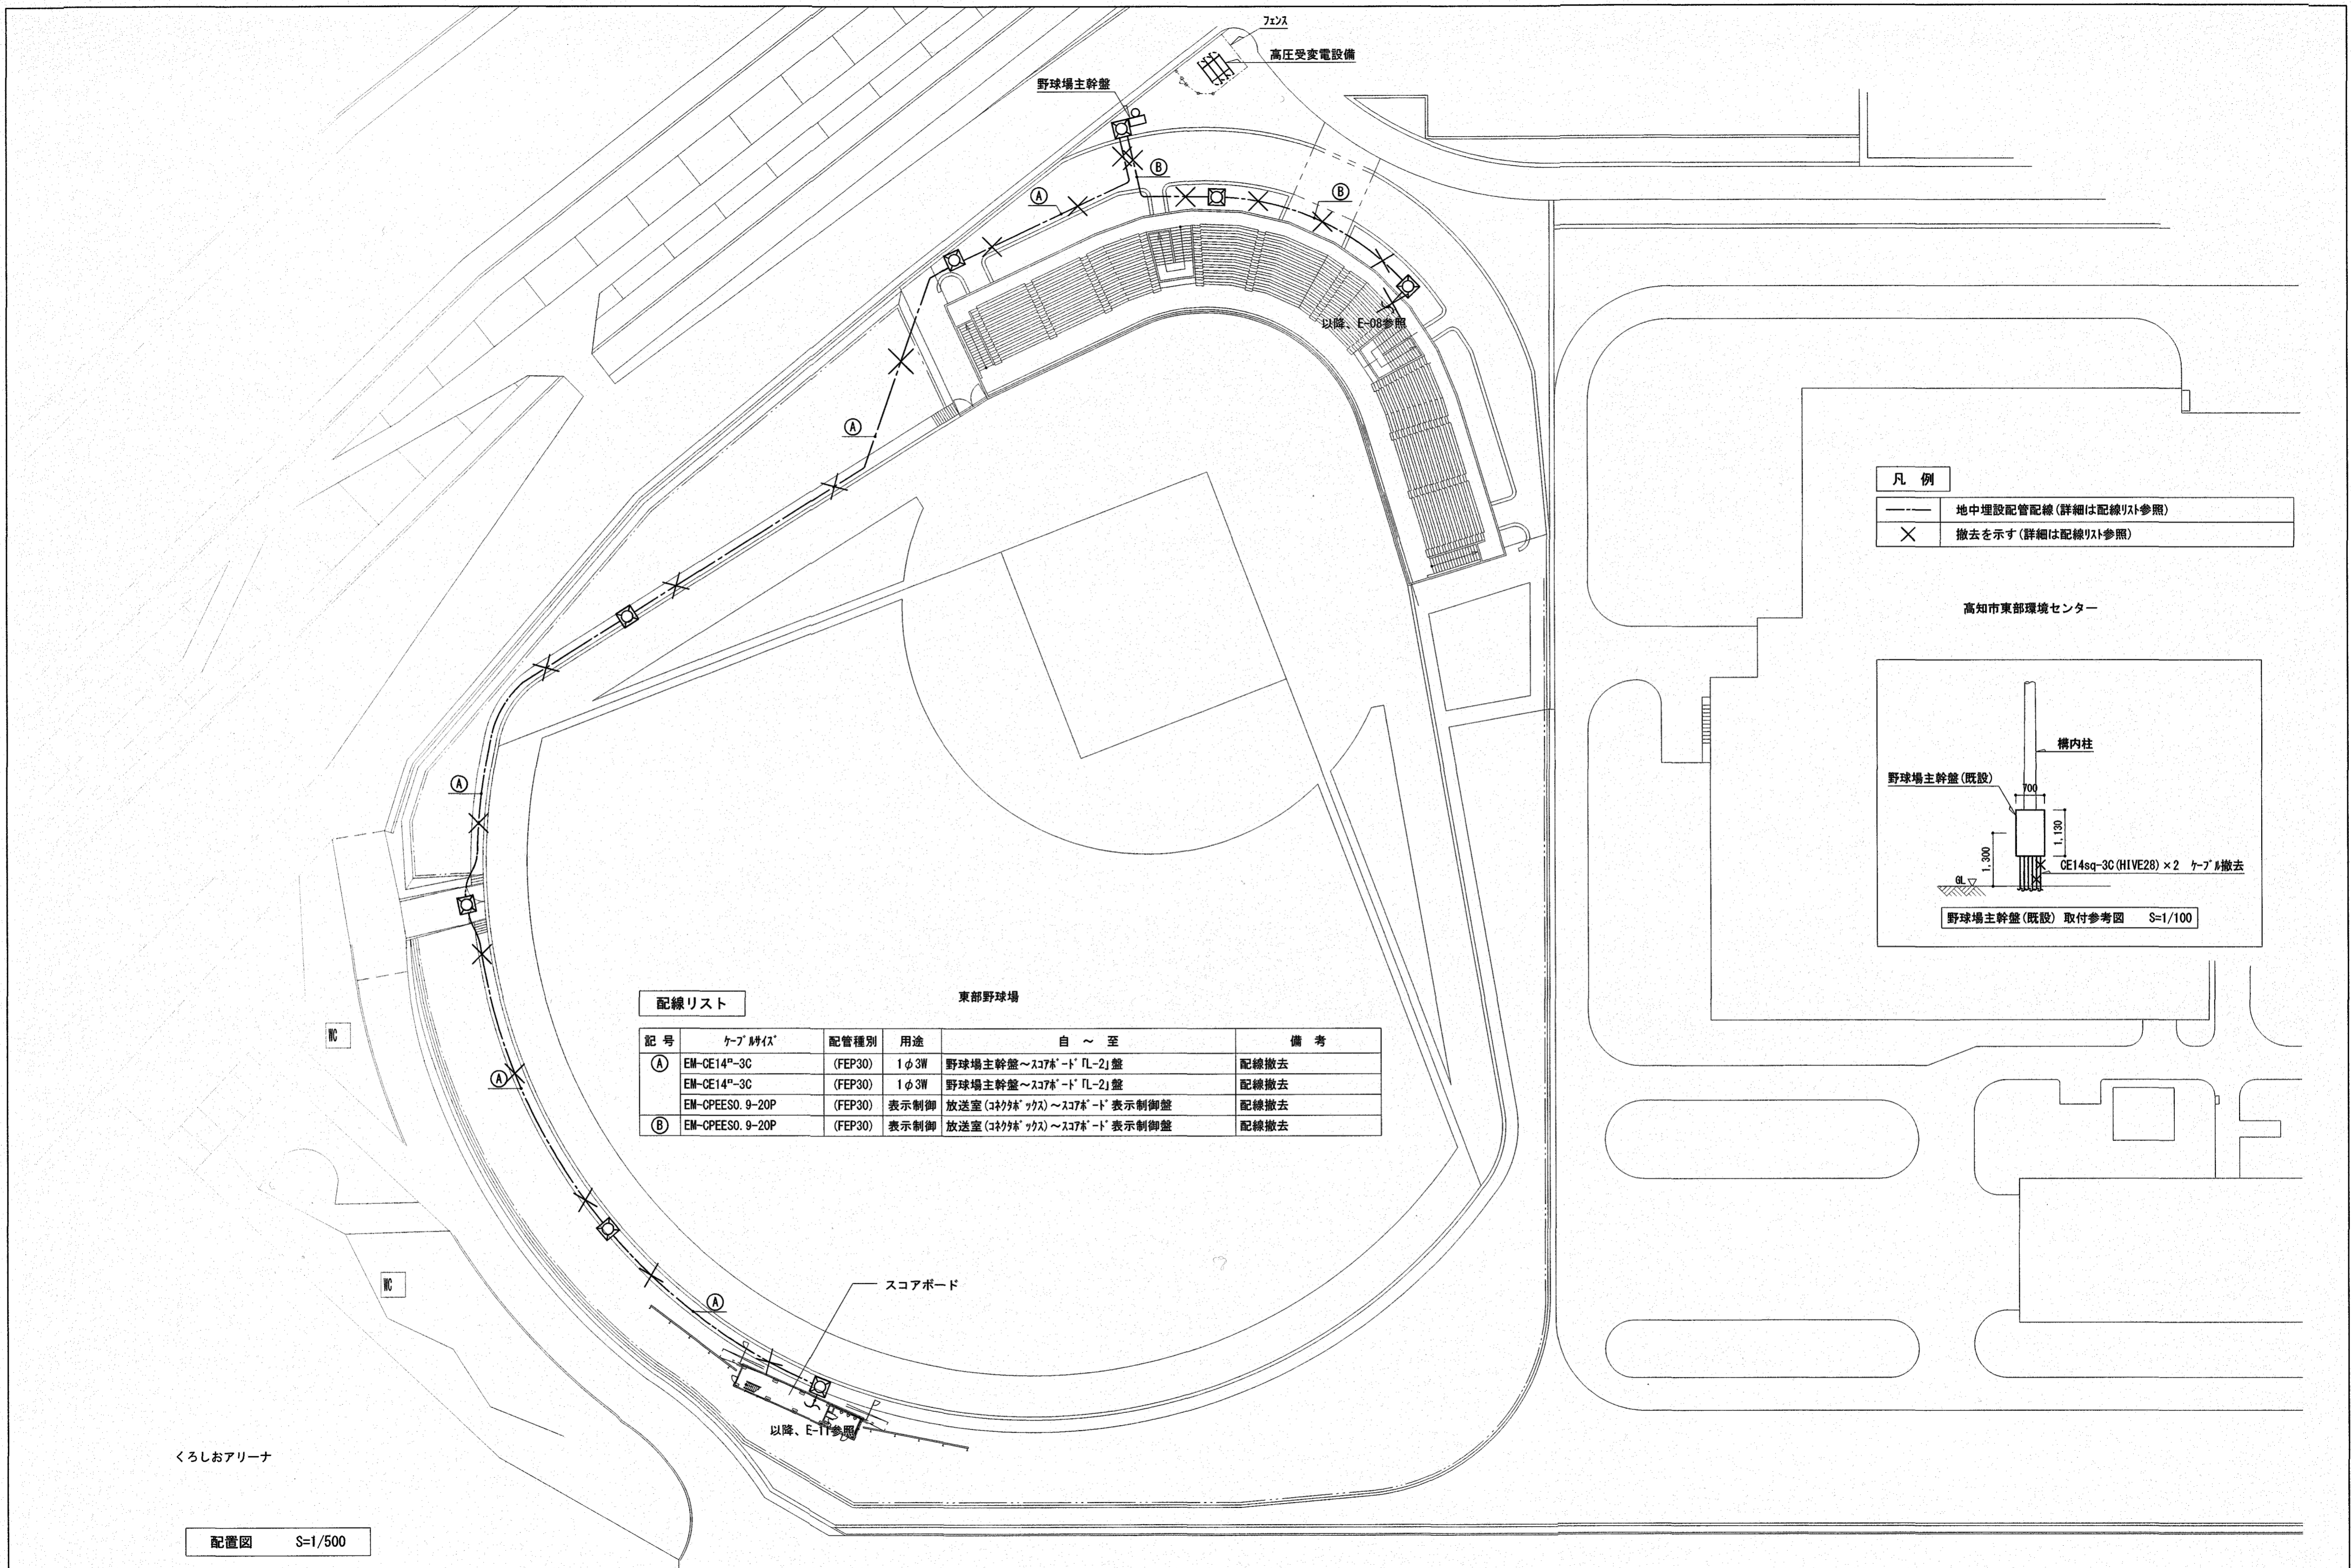 フェンス
高圧受変電設備
野球場主幹盤
Ⓑ
Ⓐ
Ⓑ
以降、E-08参照
Ⓐ
凡 例
地中埋設配管配線(詳細は配線リスト参照)
撤去を示す(詳細は配線リスト参照)
高知市東部環境センター
構内柱
野球場主幹盤(既設)
700
1,130
1,300
CE14sq-3C(HIVE28)×2 ケーブル撤去
GL
野球場主幹盤(既設) 取付参考図 S=1/100
Ⓐ
東部野球場
配線リスト
記 号 ケーブルサイズ 配管種別 用途 自 ~ 至 備 考
Ⓐ EM-CE14□-3C (FEP30) 1φ3W 野球場主幹盤~スコアボード「L-2」盤 配線撤去
EM-CE14□-3C (FEP30) 1φ3W 野球場主幹盤~スコアボード「L-2」盤 配線撤去
EM-CPEES0.9-20P (FEP30) 表示制御 放送室(コネクタボックス)~スコアボード表示制御盤 配線撤去
Ⓑ EM-CPEES0.9-20P (FEP30) 表示制御 放送室(コネクタボックス)~スコアボード表示制御盤 配線撤去
WC
Ⓐ
WC
スコアボード
Ⓐ
以降、E-11参照
くろしおアリーナ
配置図 S=1/500